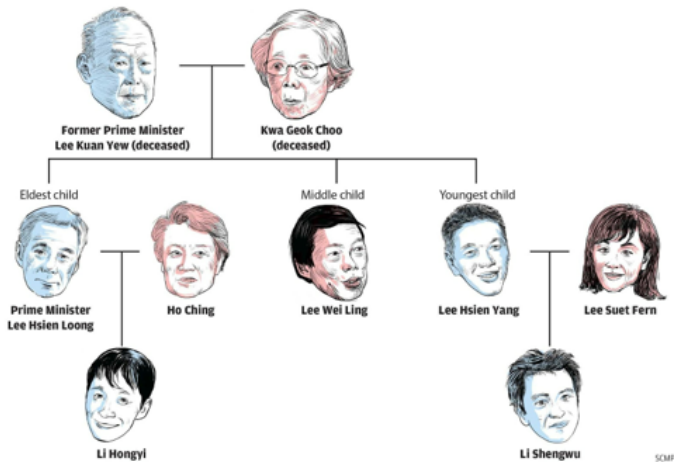 Former Prime Minister
Lee Kuan Yew (deceased)
Kwa Geok Choo
(deceased)
Eldest child
Middle child
Youngest child
Prime Minister
Lee Hsien Loong
Ho Ching
Lee Wei Ling
Lee Hsien Yang
Lee Suet Fern
Li Hongyi
Li Shengwu
SCMP